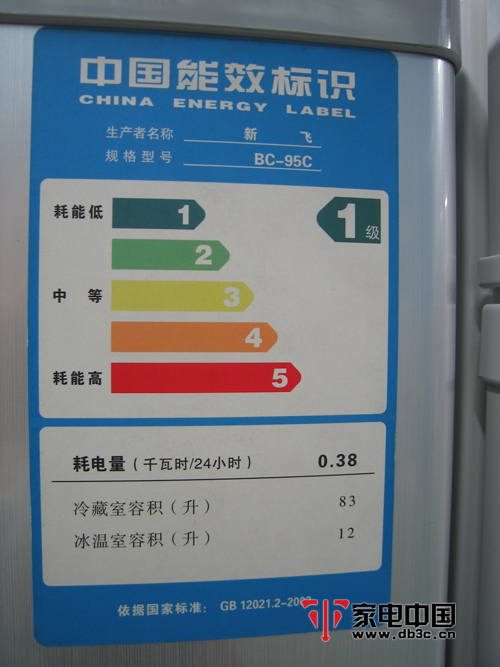 中国能效标识
CHINA ENERGY LABEL
生产者名称 新 飞
规格型号 BC-95C
耗能低 1 1级
2
中 等 3
4
耗能高 5
耗电量(千瓦时/24小时) 0.38
冷藏室容积(升) 83
冰温室容积(升) 12
依据国家标准: GB 12021.2-
家电中国
www.db3c.cn